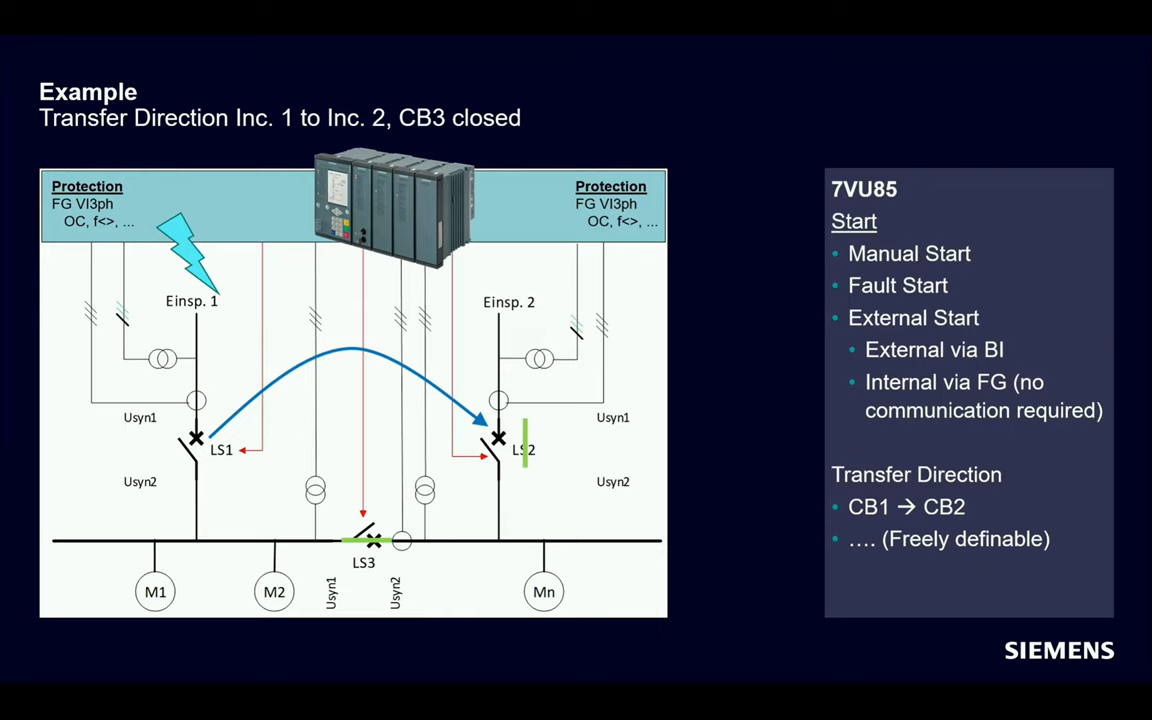 Example
Transfer Direction Inc. 1 to Inc. 2, CB3 closed
Protection
FG VI3ph
OC, f<>, ...
Protection
FG VI3ph
OC, f<>, ...
Einsp. 1
Einsp. 2
Usyn1
Usyn1
LS1
LS2
Usyn2
Usyn2
LS3
M1
M2
Usyn1
Usyn2
Mn
7VU85
Start
• Manual Start
• Fault Start
• External Start
• External via BI
• Internal via FG (no
communication required)
Transfer Direction
• CB1 → CB2
• …. (Freely definable)
SIEMENS